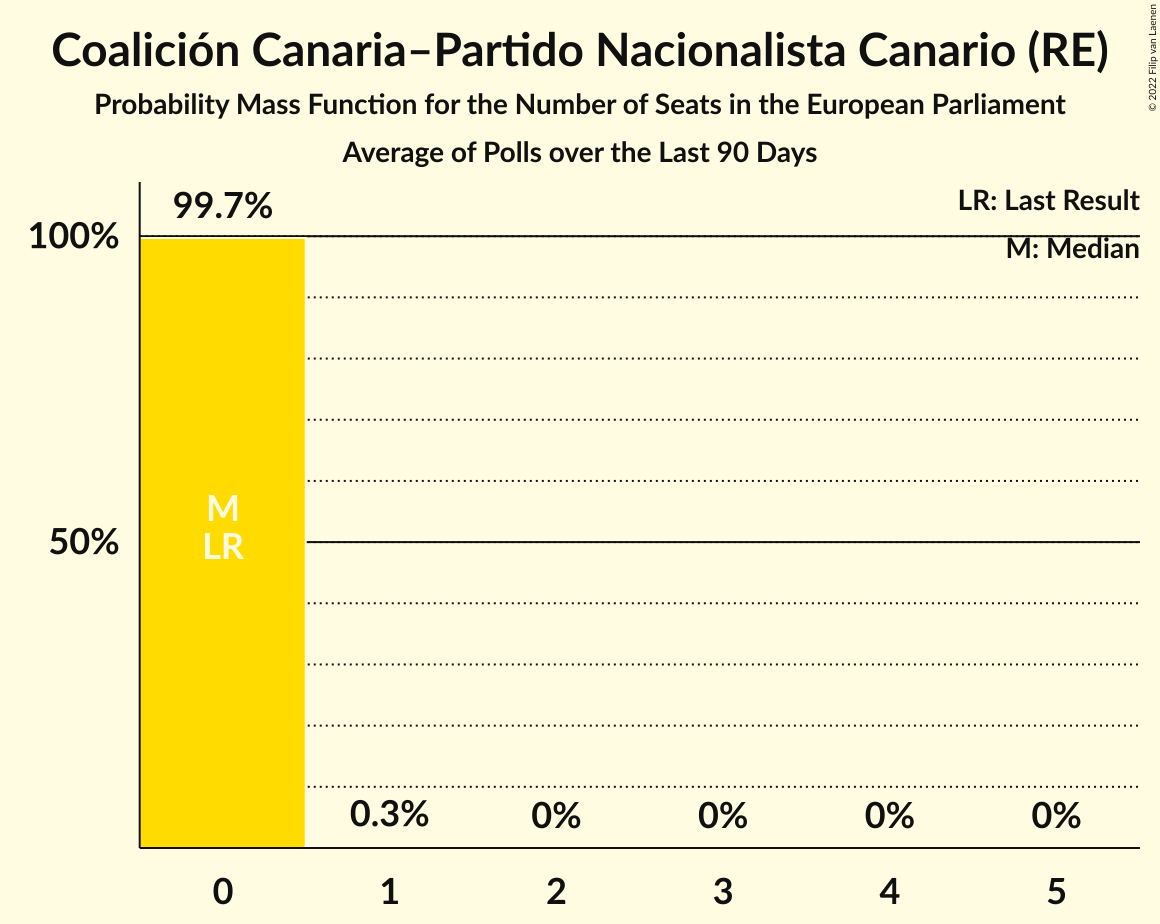 Coalición Canaria–Partido Nacionalista Canario (RE)
Probability Mass Function for the Number of Seats in the European Parliament
Average of Polls over the Last 90 Days
© 2022 Filip van Laenen
LR: Last Result
M: Median
99.7%
100%
50%
M
LR
0.3%
0%
0%
0%
0%
0
1
2
3
4
5